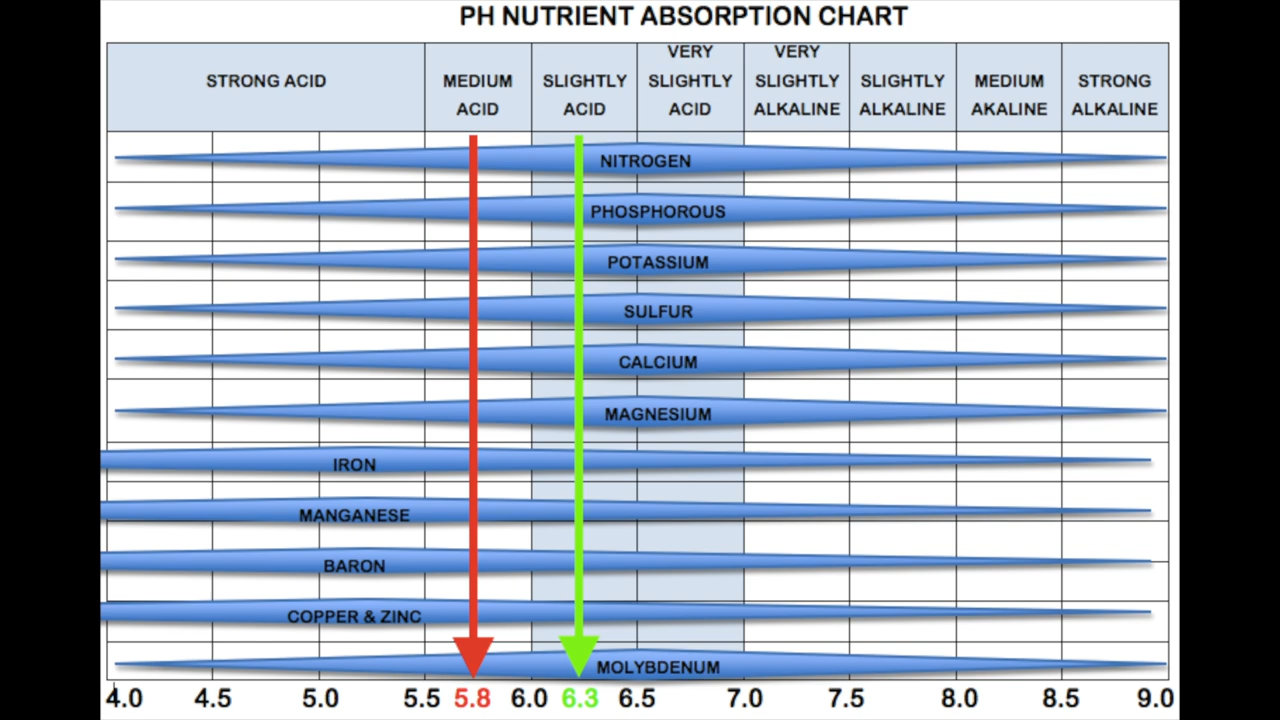 PH NUTRIENT ABSORPTION CHART
STRONG ACID
MEDIUM
ACID
SLIGHTLY
ACID
VERY
SLIGHTLY
ACID
VERY
SLIGHTLY
ALKALINE
SLIGHTLY
ALKALINE
MEDIUM
AKALINE
STRONG
ALKALINE
NITROGEN
PHOSPHOROUS
POTASSIUM
SULFUR
CALCIUM
MAGNESIUM
IRON
MANGANESE
BARON
COPPER & ZINC
MOLYBDENUM
4.0 4.5 5.0 5.5 5.8 6.0 6.3 6.5 7.0 7.5 8.0 8.5 9.0